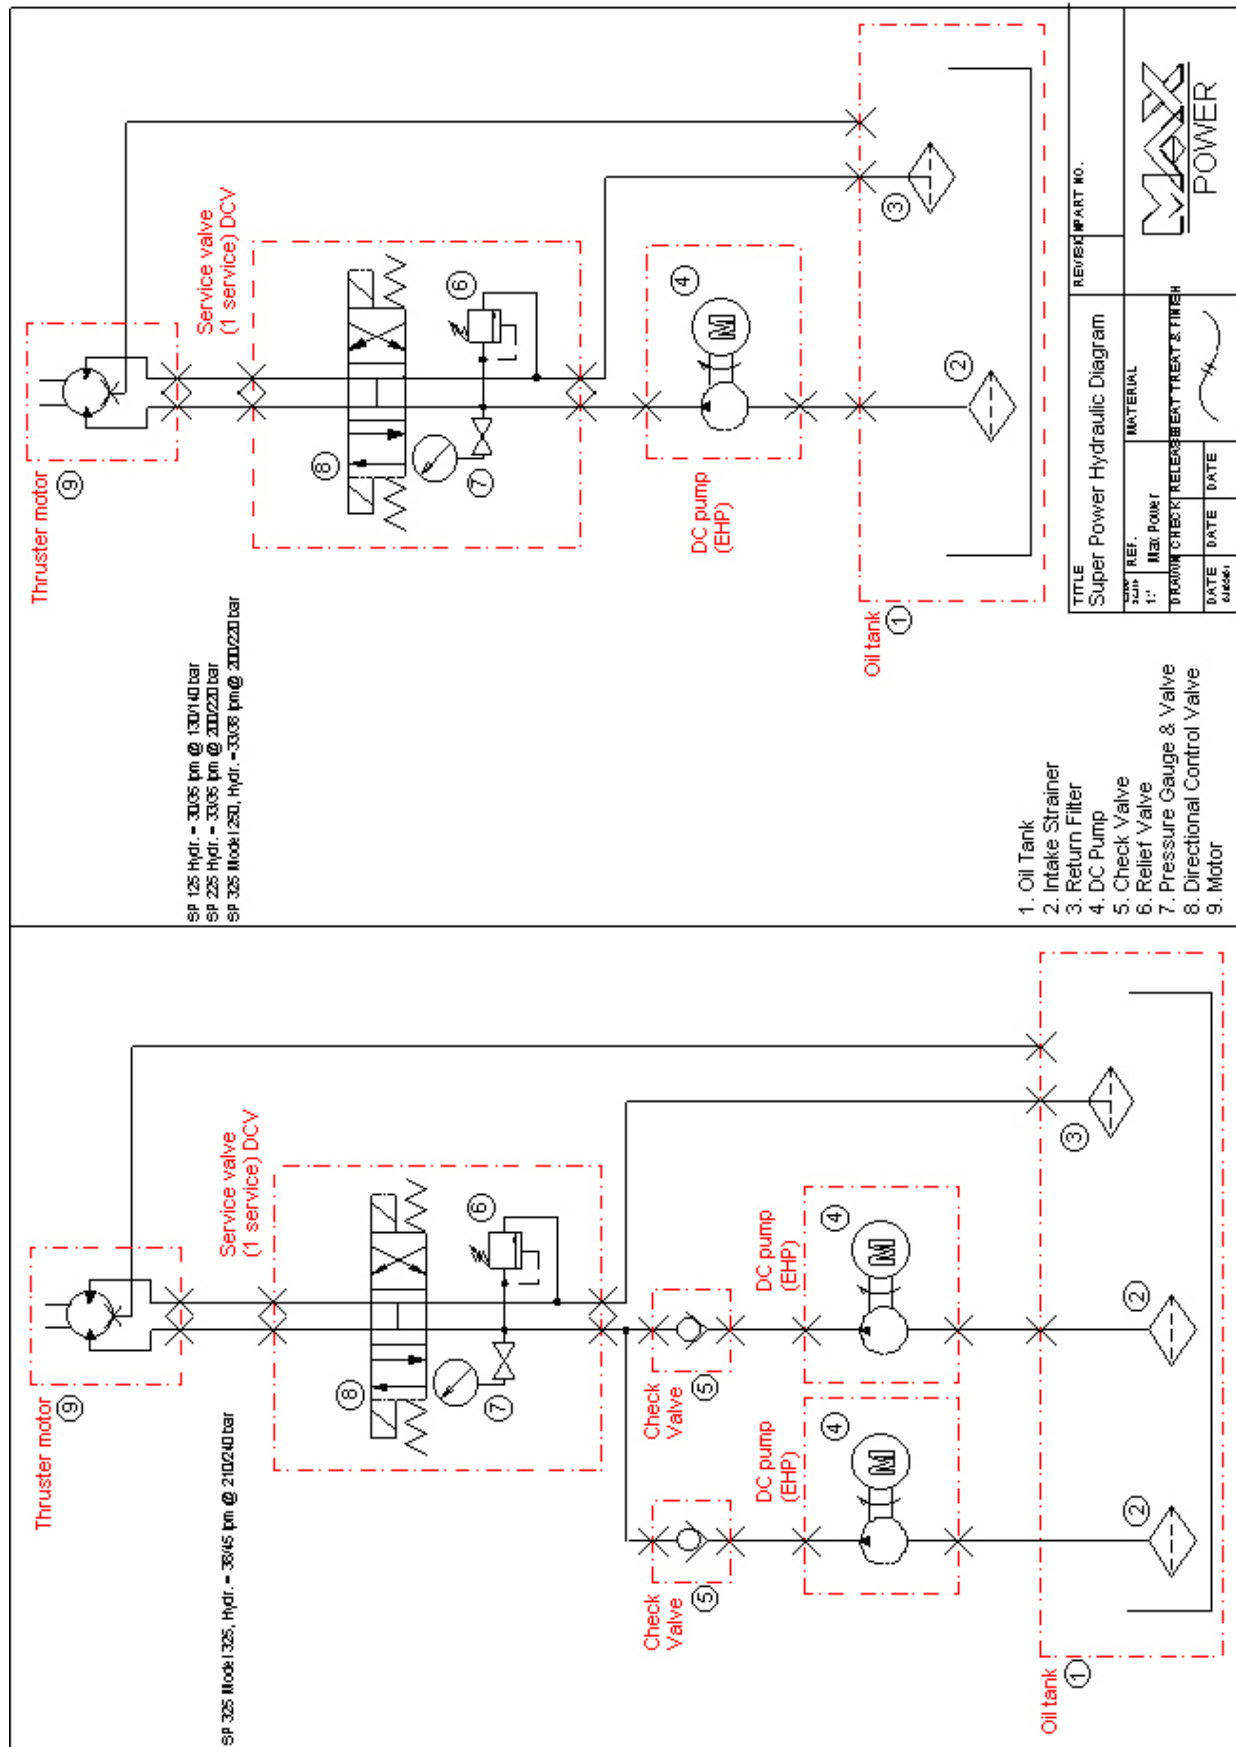 Thruster motor
9
SP 325 Model 325, Hydr. = 38/45 lpm @ 210/240 bar
Service valve
(1 service) DCV
8
6
7
Check
Valve
5
Check
Valve
5
DC pump
(EHP)
4
DC pump
(EHP)
4
3
2
2
Oil tank
1
Thruster motor
9
SP 125 Hydr. = 30/35 lpm @ 130/140 bar
SP 225 Hydr. = 33/35 lpm @ 200/220 bar
SP 325 Model 250, Hydr. = 33/38 lpm @ 200/220 bar
Service valve
(1 service) DCV
8
6
7
DC pump
(EHP)
4
M
M
M
3
2
Oil tank
1
1. Oil Tank
2. Intake Strainer
3. Return Filter
4. DC Pump
5. Check Valve
6. Relief Valve
7. Pressure Gauge & Valve
8. Directional Control Valve
9. Motor
TITLE
Super Power Hydraulic Diagram
PART NO.
REF.
Max Power
MATERIAL
CHECK
HEAT TREAT & FINISH
DATE
DATE
DATE
MAX
POWER